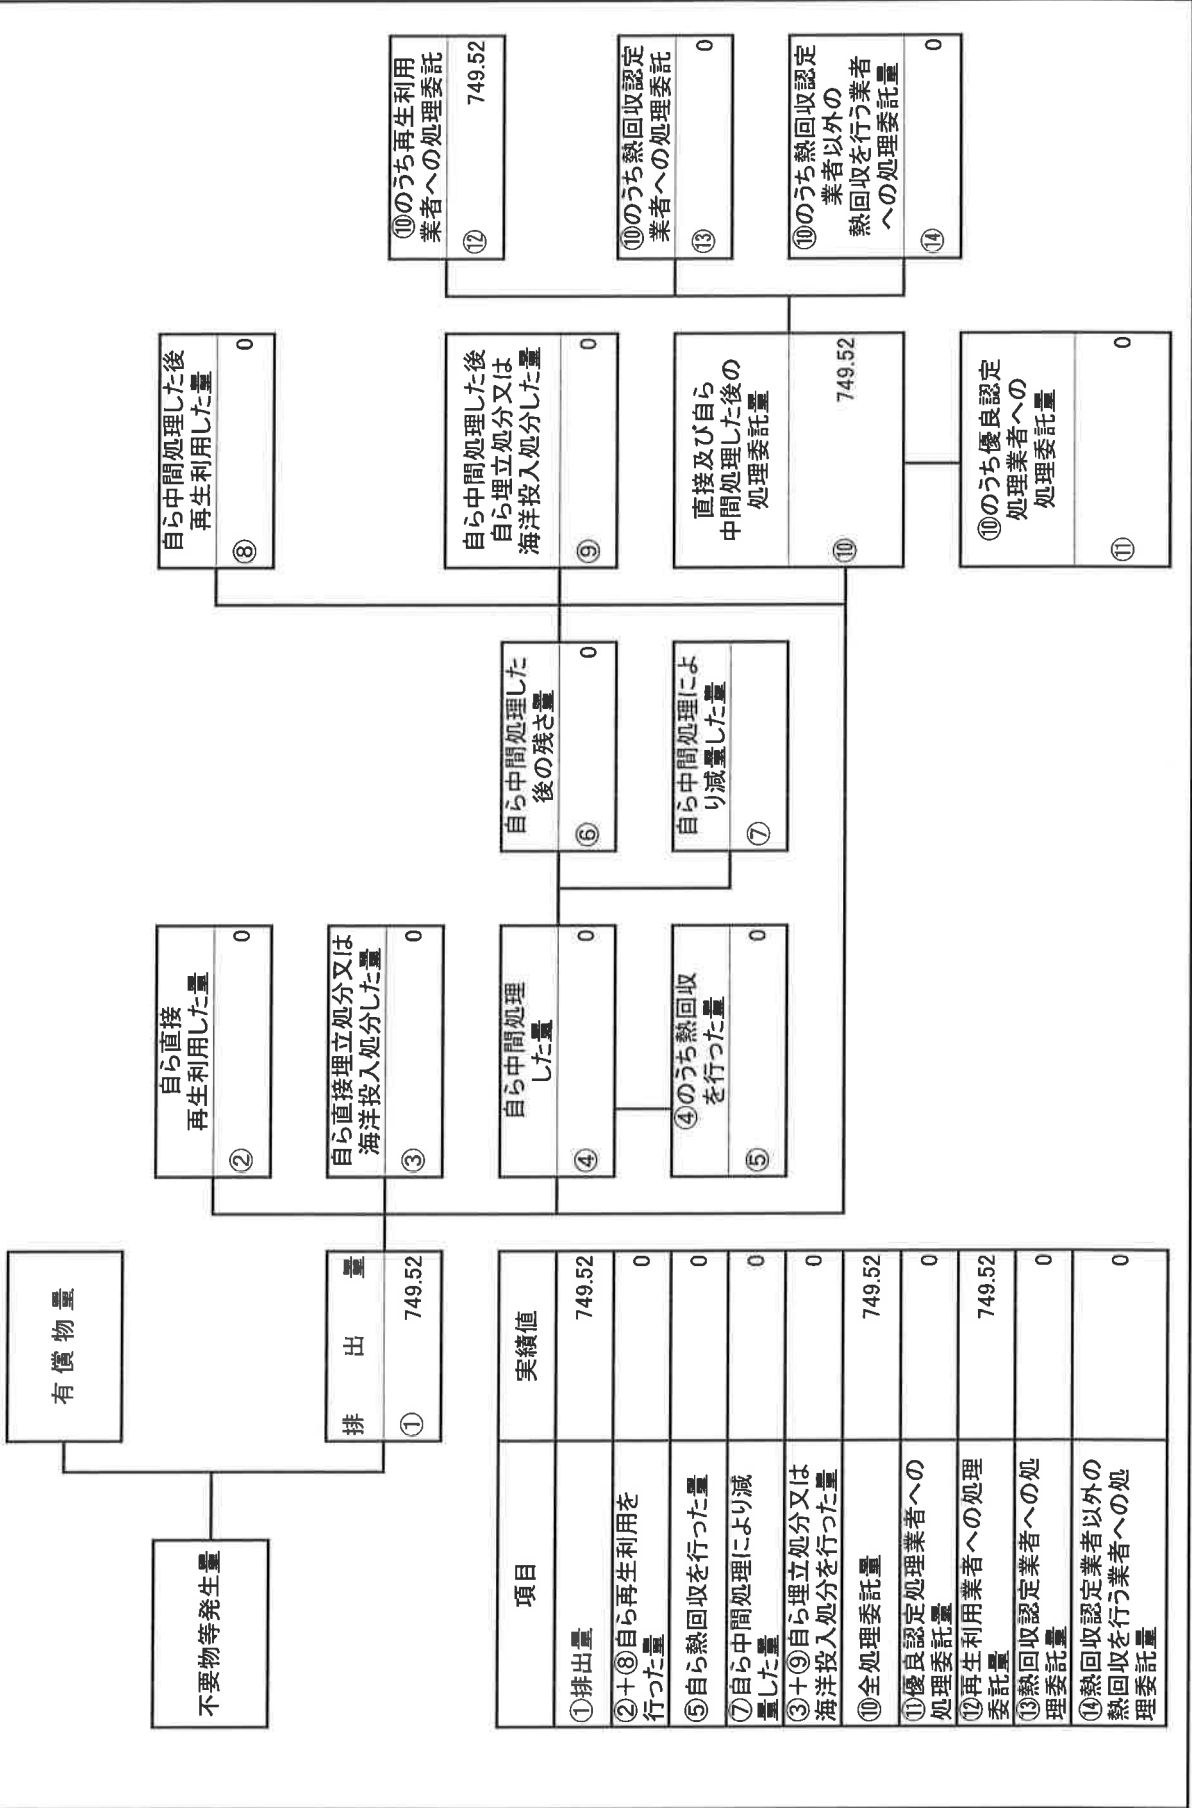 不要物等発生量
有償物量
排出量
① 749.52
自ら直接
再生利用した量
② 0
自ら直接埋立処分又は
海洋投入処分した量
③ 0
自ら中間処理
した量
④ 0
④のうち熱回収
を行った量
⑤ 0
自ら中間処理した
後の残さ量
⑥ 0
自ら中間処理によ
り減量した量
⑦
自ら中間処理した後
再生利用した量
⑧ 0
自ら中間処理した後
自ら埋立処分又は
海洋投入処分した量
⑨ 0
直接及び自ら
中間処理した後の
処理委託量
⑩ 749.52
⑩のうち優良認定
処理業者への
処理委託量
⑪ 0
⑩のうち再生利用
業者への処理委託
⑫ 749.52
⑩のうち熱回収認定
業者への処理委託
⑬ 0
⑩のうち熱回収認定
業者以外の
熱回収を行う業者
への処理委託量
⑭ 0
項目 実績値
①排出量 749.52
②+⑧自ら再生利用を
行った量 0
⑤自ら熱回収を行った量 0
⑦自ら中間処理により減
量した量 0
③+⑨自ら埋立処分又は
海洋投入処分を行った量 0
⑩全処理委託量 749.52
⑪優良認定処理業者への
処理委託量 0
⑫再生利用業者への処理
委託量 749.52
⑬熱回収認定業者への処
理委託量 0
⑭熱回収認定業者以外の
熱回収を行う業者への処
理委託量 0